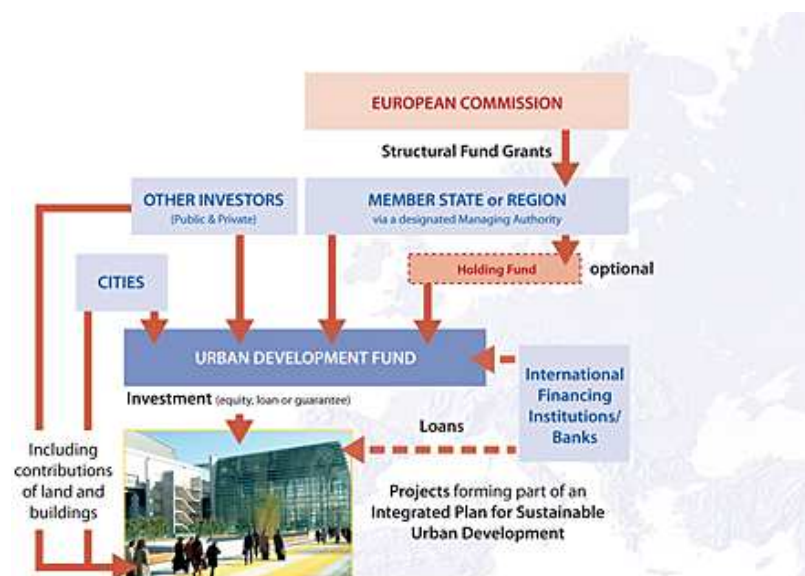 EUROPEAN COMMISSION
Structural Fund Grants
OTHER INVESTORS
(Public & Private)
MEMBER STATE or REGION
via a designated Managing Authority
Holding Fund
optional
CITIES
URBAN DEVELOPMENT FUND
Investment (equity, loan or guarantee)
International
Financing
Institutions/
Banks
Loans
Including
contributions
of land and
buildings
Projects forming part of an
Integrated Plan for Sustainable
Urban Development